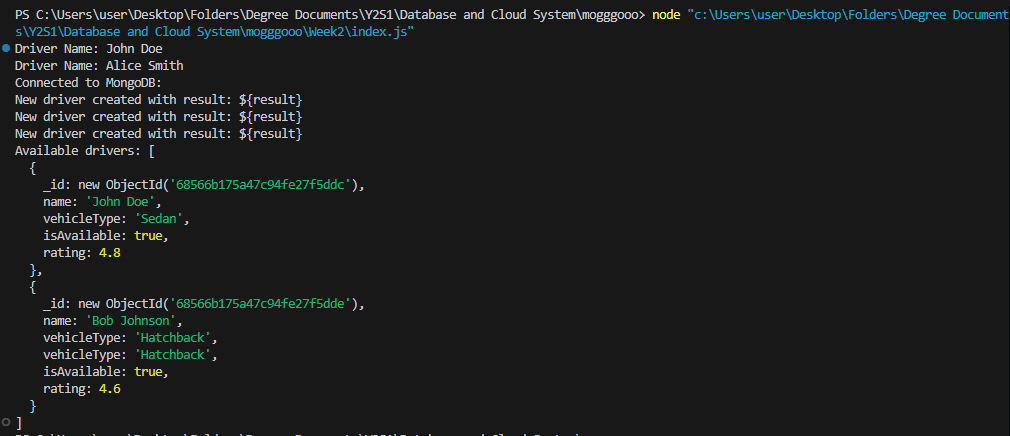 PS C:\Users\user\Desktop\Folders\Degree Documents\Y2S1\Database and Cloud System\mogggooo> node "c:\Users\user\Desktop\Folders\Degree Document
s\Y2S1\Database and Cloud System\mogggooo\Week2\index.js"
Driver Name: John Doe
Driver Name: Alice Smith
Connected to MongoDB:
New driver created with result: ${result}
New driver created with result: ${result}
New driver created with result: ${result}
Available drivers: [
  {
    _id: new ObjectId('68566b175a47c94fe27f5ddc'),
    name: 'John Doe',
    vehicleType: 'Sedan',
    isAvailable: true,
    rating: 4.8
  },
  {
    _id: new ObjectId('68566b175a47c94fe27f5dde'),
    name: 'Bob Johnson',
    vehicleType: 'Hatchback',
    vehicleType: 'Hatchback',
    isAvailable: true,
    rating: 4.6
  }
]